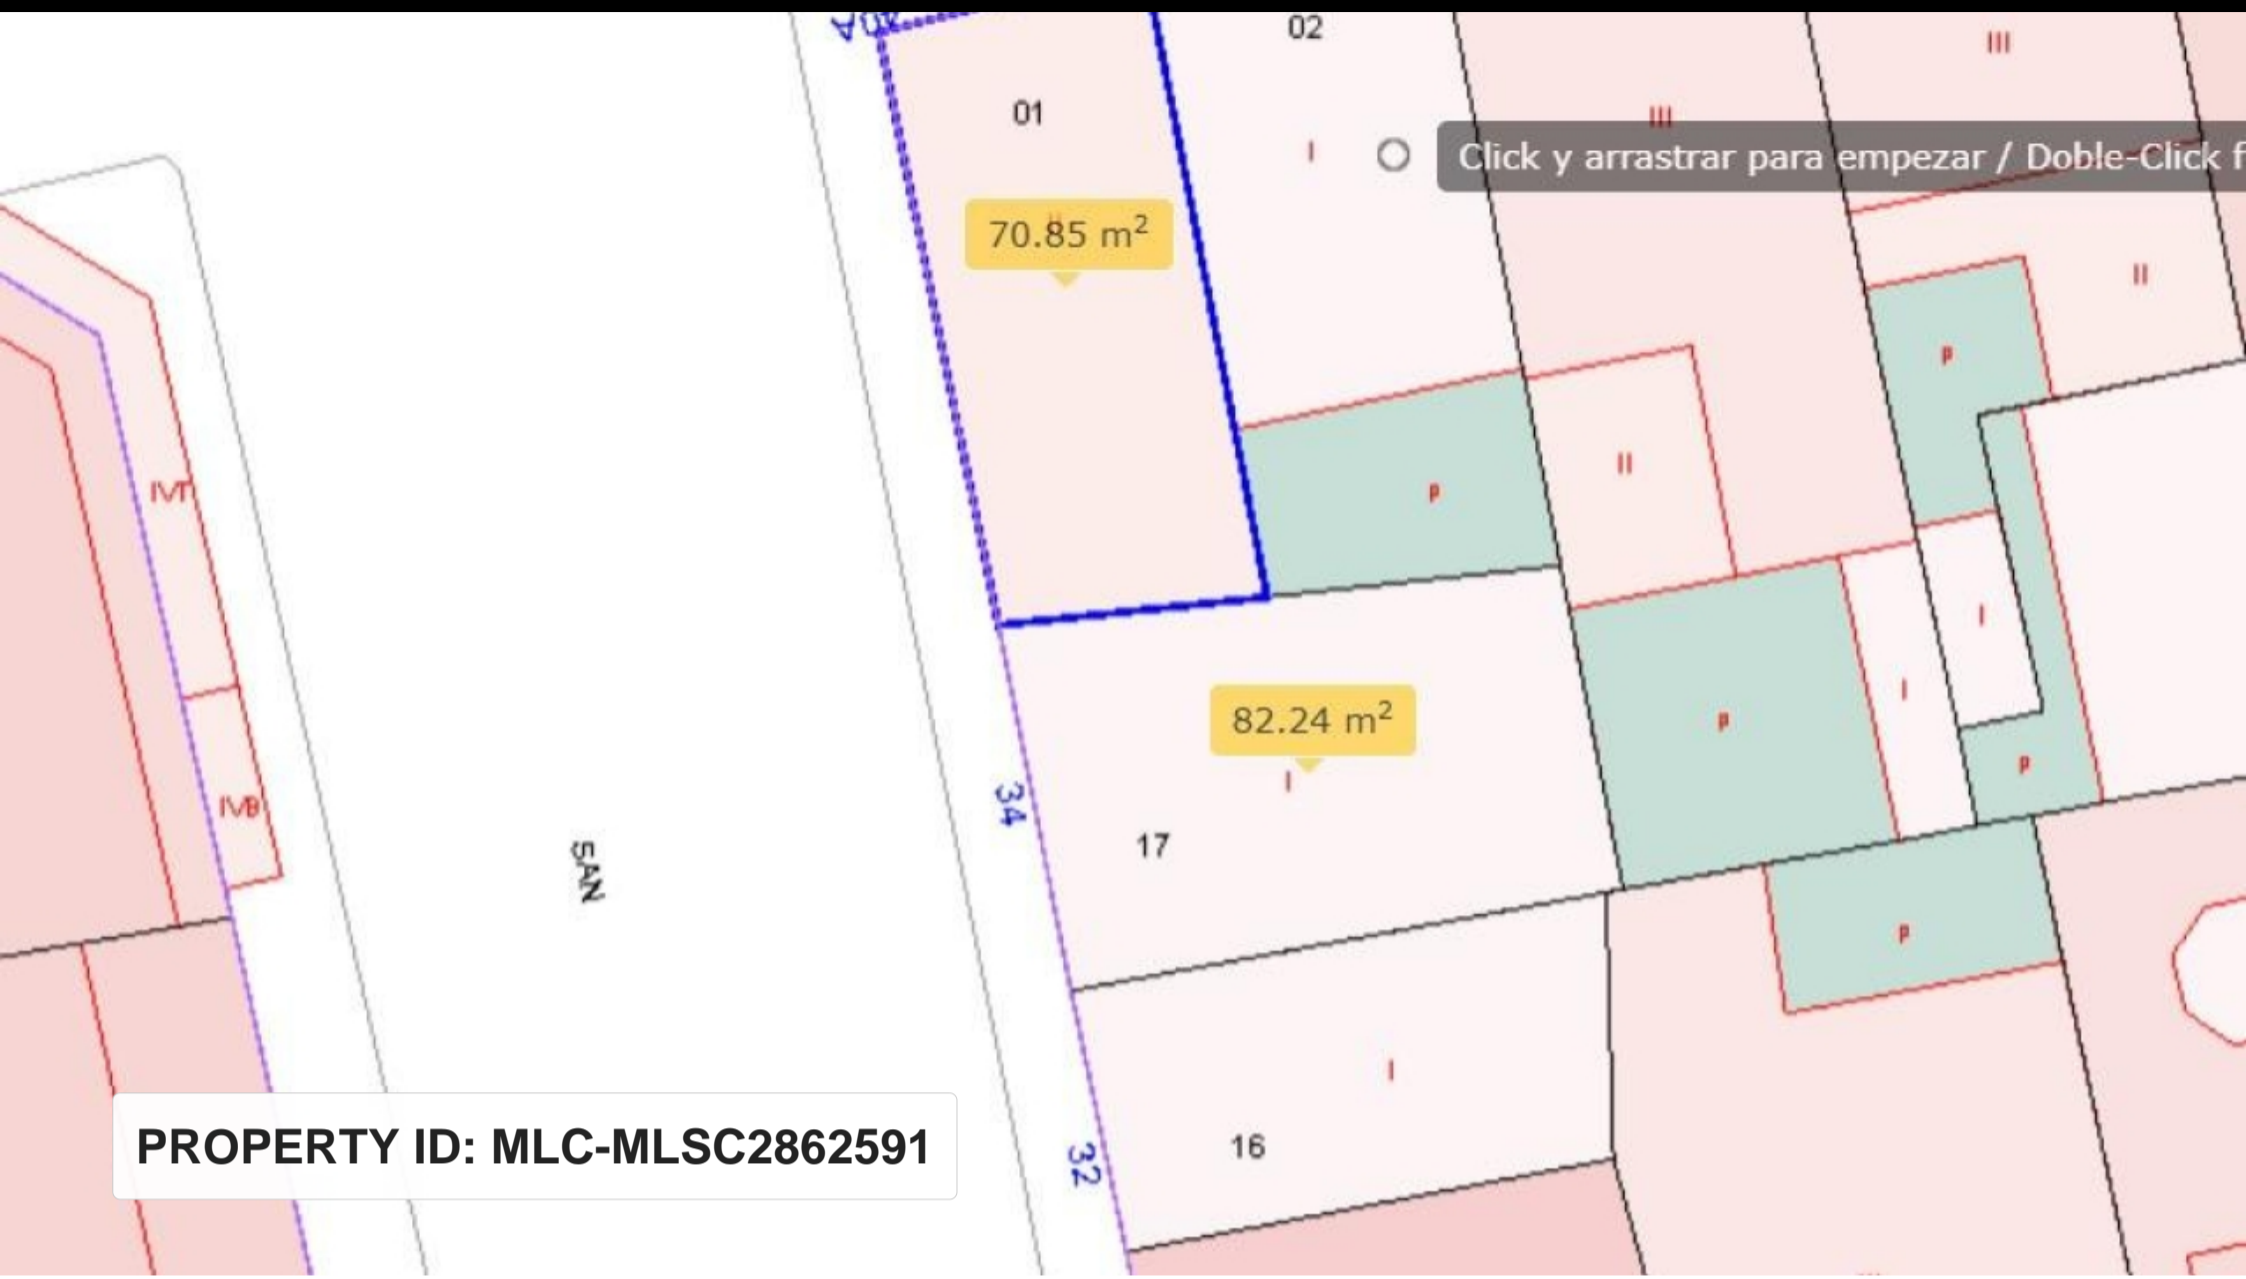 02
III
01
III
I
Click y arrastrar para empezar / Doble-Click f
70.85 m²
II
p
II
p
IVT
p
I
I
82.24 m²
p
p
I
34
IVB
17
SAN
p
I
PROPERTY ID: MLC-MLSC2862591
16
32